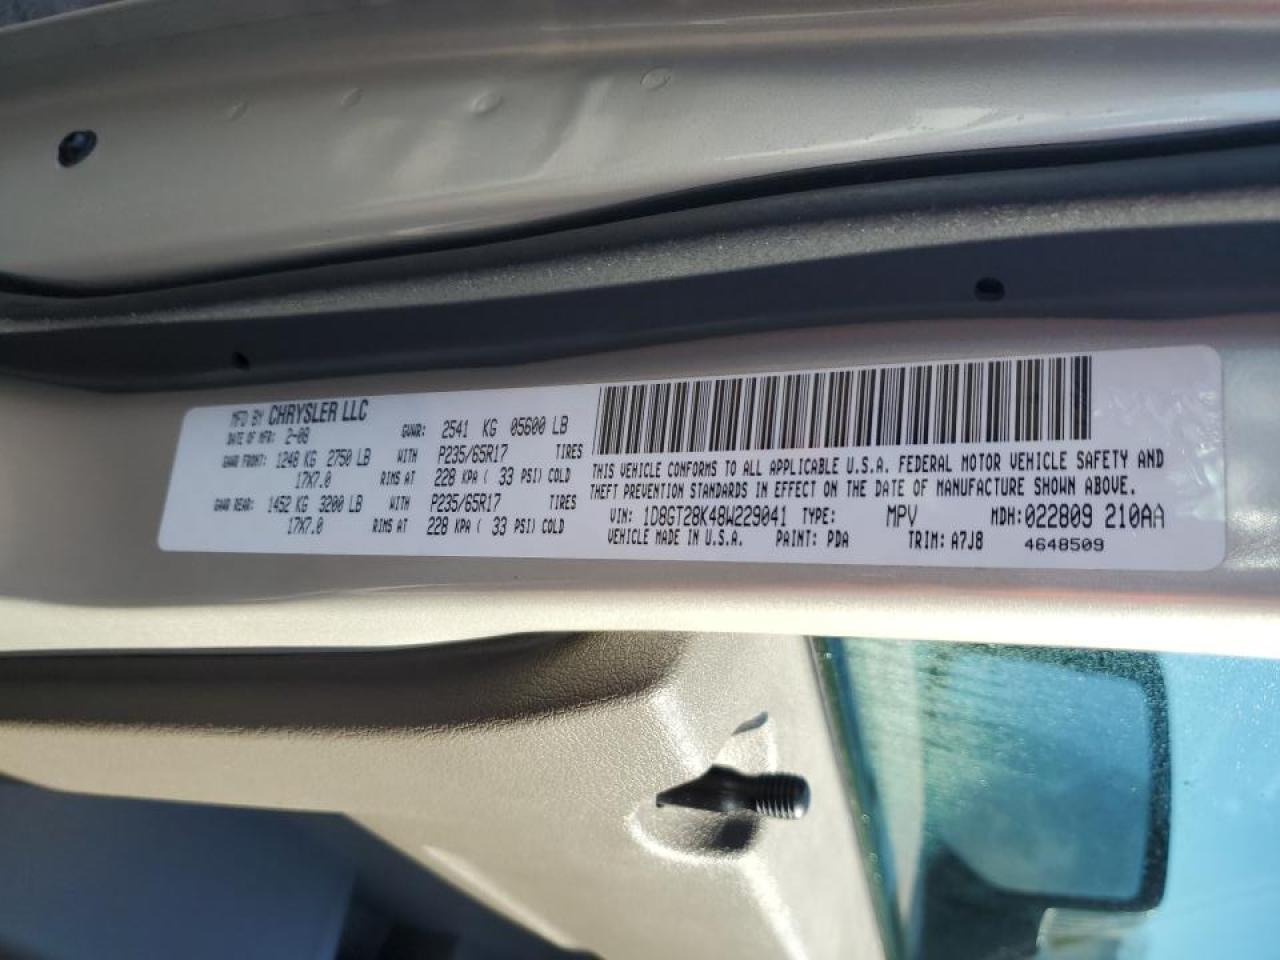 MFD BY CHRYSLER LLC
DATE OF MFR: 2-08 GVWR: 2541 KG 05600 LB
GAWR FRONT: 1248 KG 2750 LB WITH P235/65R17 TIRES
17X7.0 RIMS AT 228 KPA ( 33 PSI) COLD
GAWR REAR: 1452 KG 3200 LB WITH P235/65R17 TIRES
17X7.0 RIMS AT 228 KPA ( 33 PSI) COLD
THIS VEHICLE CONFORMS TO ALL APPLICABLE U.S.A. FEDERAL MOTOR VEHICLE SAFETY AND
THEFT PREVENTION STANDARDS IN EFFECT ON THE DATE OF MANUFACTURE SHOWN ABOVE.
VIN: 1D8GT28K48W229041 TYPE: MPV MDH:022809 210AA
VEHICLE MADE IN U.S.A. PAINT: PDA TRIM: A7J8 4648509